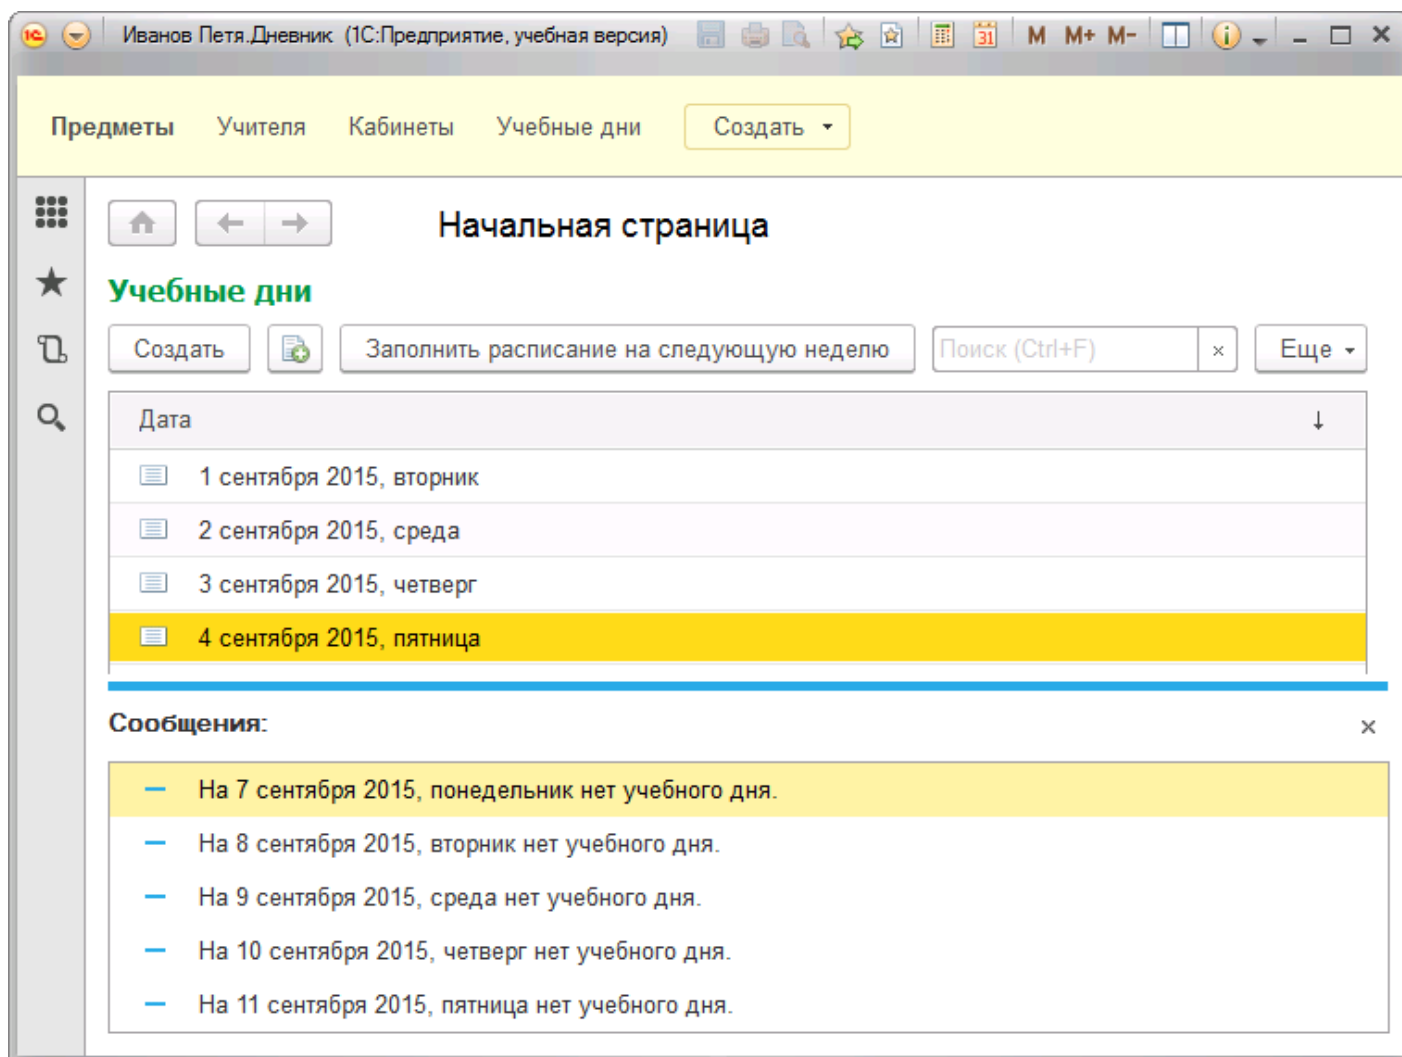 1С Иванов Петя.Дневник (1С:Предприятие, учебная версия) 31 M M+ M-
Предметы Учителя Кабинеты Учебные дни Создать
Начальная страница
Учебные дни
Создать Заполнить расписание на следующую неделю Поиск (Ctrl+F) × Еще
Дата ↓
1 сентября 2015, вторник
2 сентября 2015, среда
3 сентября 2015, четверг
4 сентября 2015, пятница
Сообщения:
На 7 сентября 2015, понедельник нет учебного дня.
На 8 сентября 2015, вторник нет учебного дня.
На 9 сентября 2015, среда нет учебного дня.
На 10 сентября 2015, четверг нет учебного дня.
На 11 сентября 2015, пятница нет учебного дня.